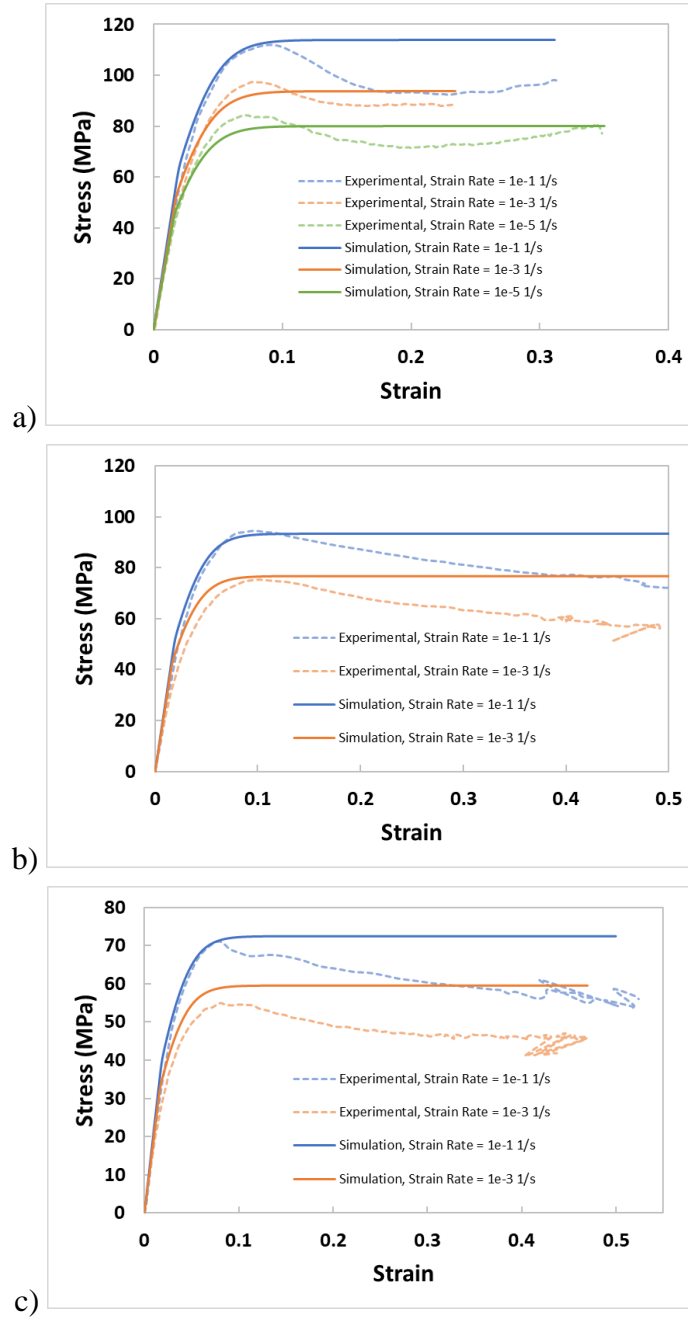 120
100
80
60
40
20
0
Stress (MPa)
Experimental, Strain Rate = 1e-1 1/s
Experimental, Strain Rate = 1e-3 1/s
Experimental, Strain Rate = 1e-5 1/s
Simulation, Strain Rate = 1e-1 1/s
Simulation, Strain Rate = 1e-3 1/s
Simulation, Strain Rate = 1e-5 1/s
0 0.1 0.2 0.3 0.4
Strain
a)
120
100
80
60
40
20
0
Stress (MPa)
Experimental, Strain Rate = 1e-1 1/s
Experimental, Strain Rate = 1e-3 1/s
Simulation, Strain Rate = 1e-1 1/s
Simulation, Strain Rate = 1e-3 1/s
0 0.1 0.2 0.3 0.4 0.5
Strain
b)
80
70
60
50
40
30
20
10
0
Stress (MPa)
Experimental, Strain Rate = 1e-1 1/s
Experimental, Strain Rate = 1e-3 1/s
Simulation, Strain Rate = 1e-1 1/s
Simulation, Strain Rate = 1e-3 1/s
0 0.1 0.2 0.3 0.4 0.5
Strain
c)